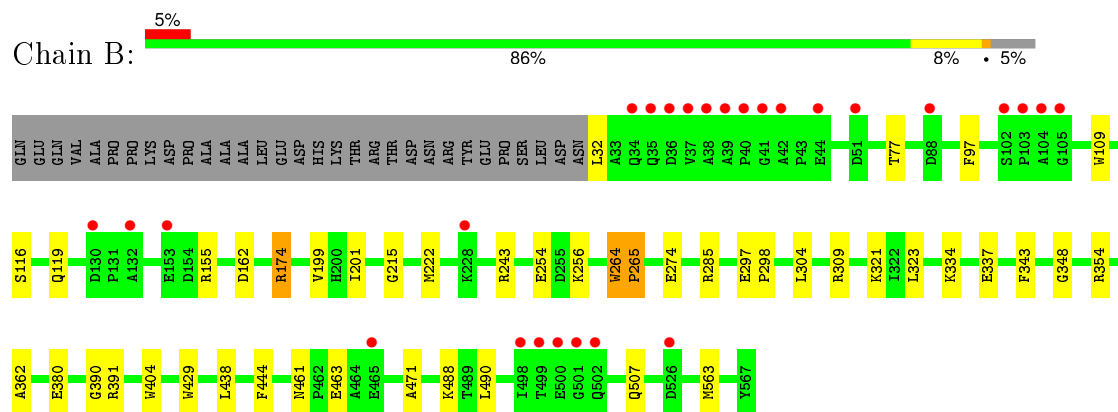 5%
Chain B:
86% 8% • 5%
GLN GLU GLN VAL ALA PRO PRO LYS ASP PRO ALA ALA ALA LEU GLU ASP HIS LYS THR ARG THR ASP ASN ARG TYR GLU PRO SER LEU ASP ASN L32 A33 Q34 Q35 D36 V37 A38 A39 P40 G41 A42 P43 E44 D51 T77 D88 F97 S102 P103 A104 G105 W109
S116 Q119 D130 P131 A132 E153 D154 R155 D162 R174 V199 H200 I201 G215 M222 K228 R243 E254 D255 K256 W264 P265 E274 R285 E297 P298 L304 R309 K321 I322 L323 K334 E337 F343 G348 R354
A362 E380 G390 R391 W404 W429 L438 F444 N461 P462 E463 A464 E465 A471 K488 T489 L490 I498 T499 E500 G501 Q502 Q507 D526 M563 Y567